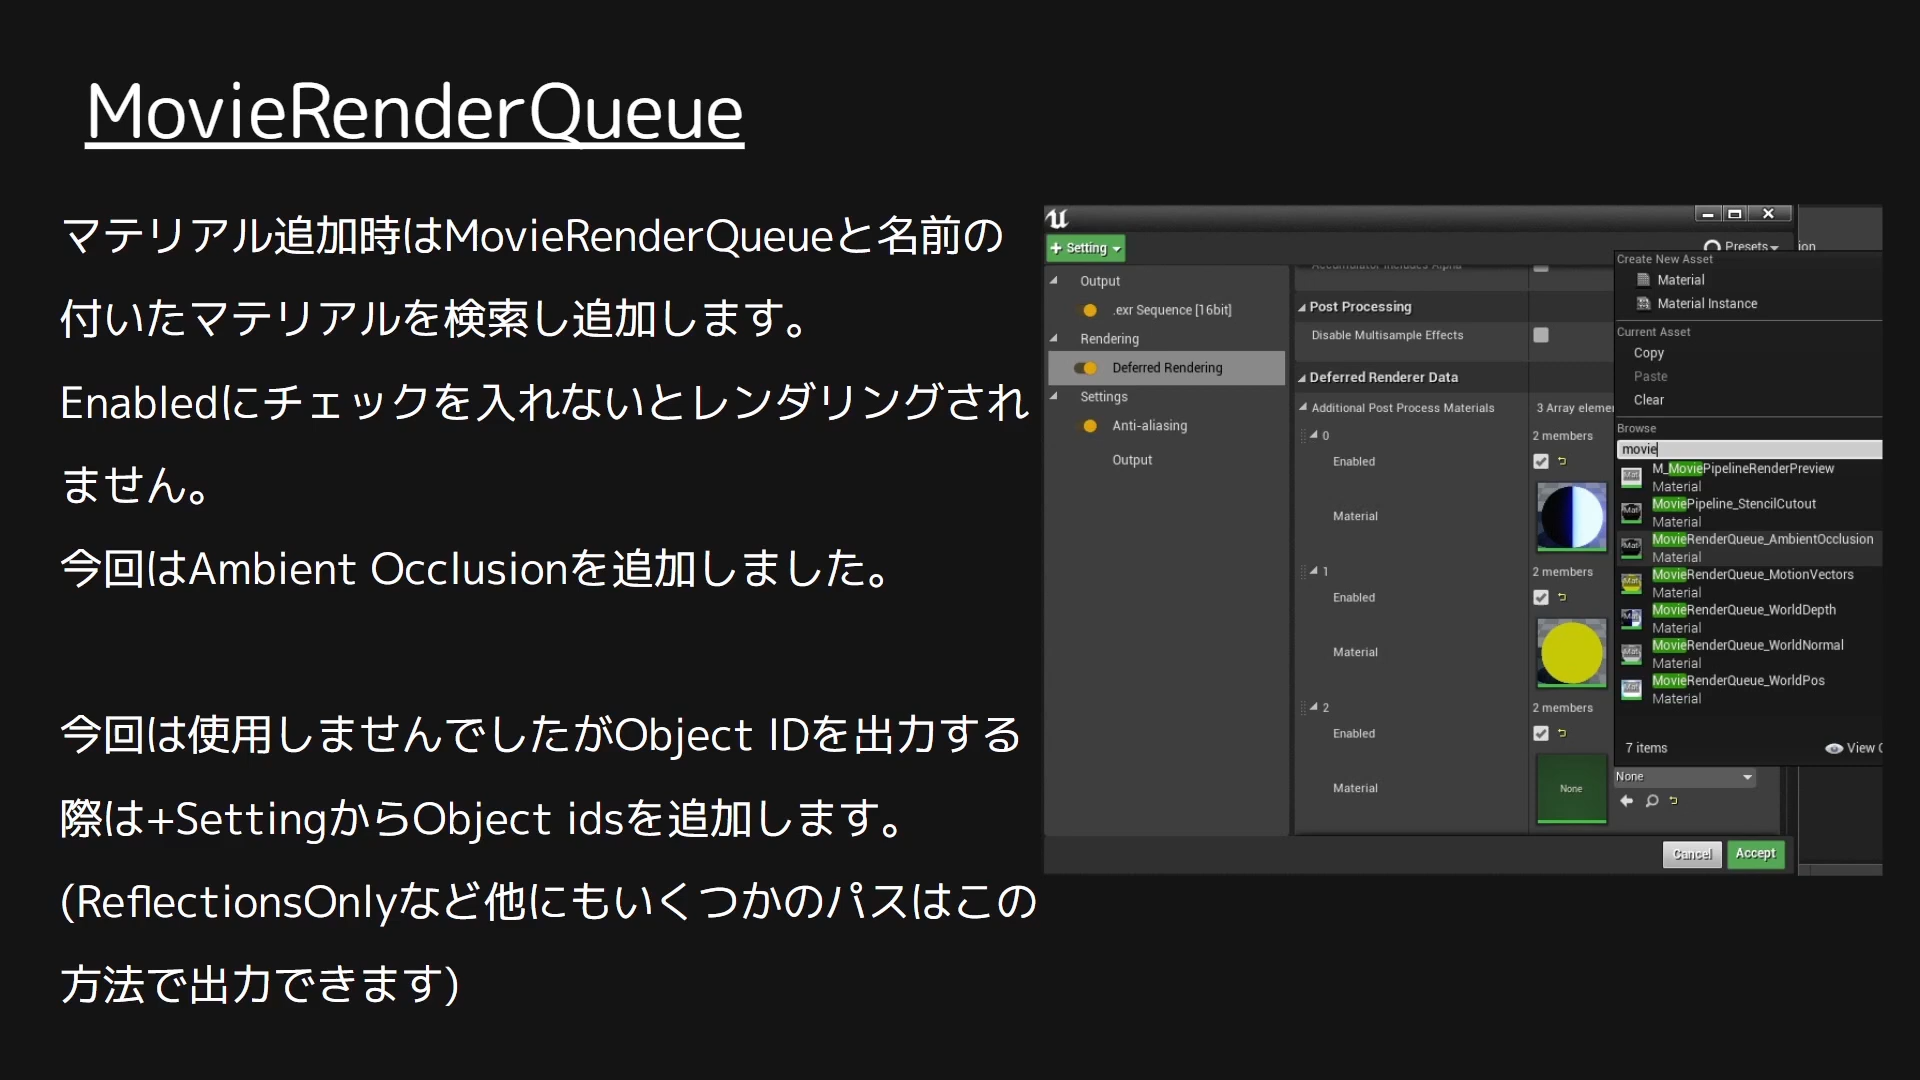 MovieRenderQueue
マテリアル追加時はMovieRenderQueueと名前の
付いたマテリアルを検索し追加します。
Enabledにチェックを入れないとレンダリングされ
ません。
今回はAmbient Occlusionを追加しました。
今回は使用しませんでしたがObject IDを出力する
際は+SettingからObject idsを追加します。
(ReflectionsOnlyなど他にもいくつかのパスはこの
方法で出力できます)
+ Setting
Presets
ion
Output
.exr Sequence [16bit]
Rendering
Deferred Rendering
Settings
Anti-aliasing
Output
Accumulator Includes Alpha
Post Processing
Disable Multisample Effects
Deferred Renderer Data
Additional Post Process Materials
3 Array elemen
0
2 members
Enabled
Material
1
2 members
Enabled
Material
2
2 members
Enabled
Material
None
None
Create New Asset
Material
Material Instance
Current Asset
Copy
Paste
Clear
Browse
movie
M_MoviePipelineRenderPreview
Material
MoviePipeline_StencilCutout
Material
MovieRenderQueue_AmbientOcclusion
Material
MovieRenderQueue_MotionVectors
Material
MovieRenderQueue_WorldDepth
Material
MovieRenderQueue_WorldNormal
Material
MovieRenderQueue_WorldPos
Material
7 items
View
Cancel
Accept